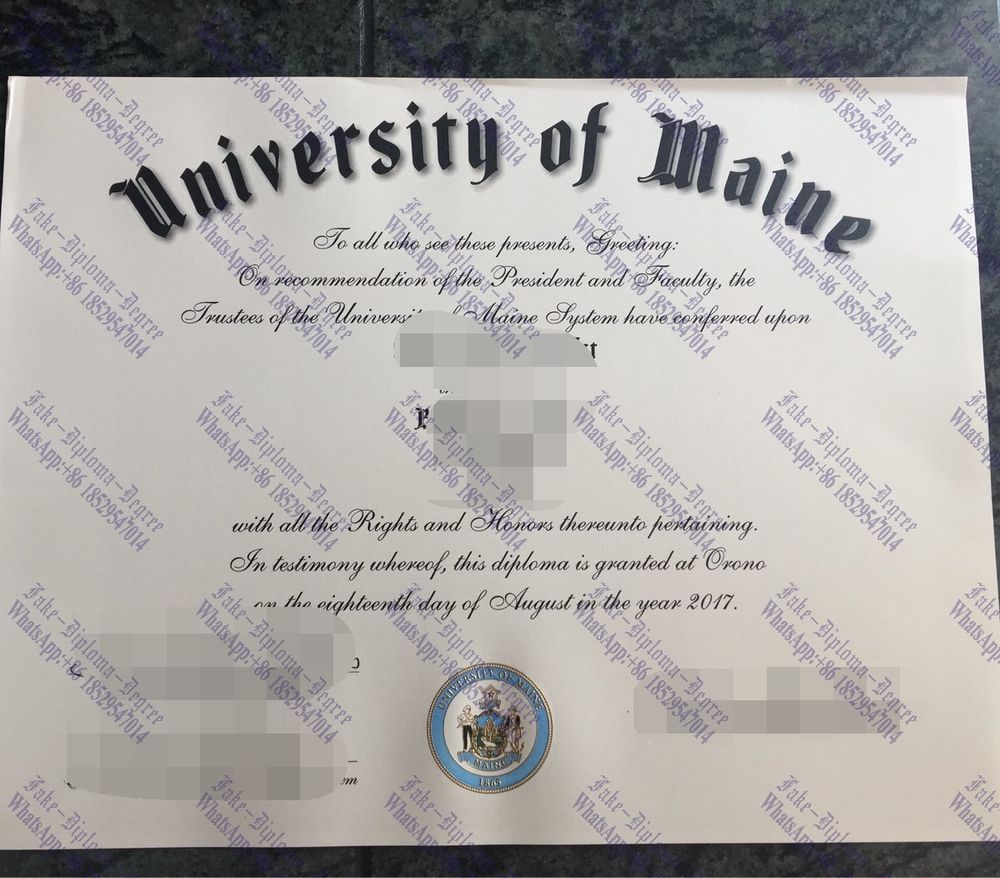 University of Maine
To all who see these presents, Greeting:
On recommendation of the President and Faculty, the
Trustees of the University of Maine System have conferred upon
with all the Rights and Honors thereunto pertaining.
In testimony whereof, this diploma is granted at Orono
on the eighteenth day of August in the year 2017.
UNIVERSITY OF MAINE
MAINE
1865
Fake-Diploma-Degree
WhatsApp:+86 18529547014